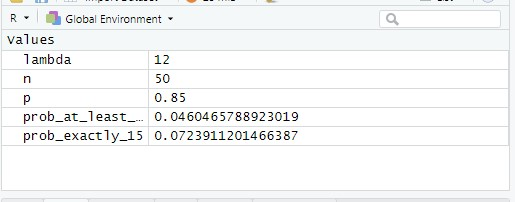 R Global Environment
Values
lambda 12
n 50
p 0.85
prob_at_least_… 0.0460465788923019
prob_exactly_15 0.0723911201466387